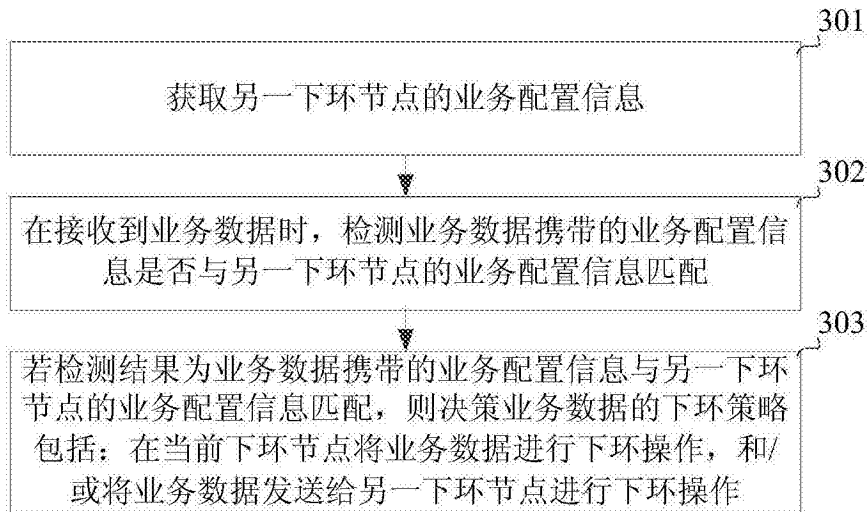 301
获取另一下环节点的业务配置信息
302
在接收到业务数据时，检测业务数据携带的业务配置信
息是否与另一下环节点的业务配置信息匹配
303
若检测结果为业务数据携带的业务配置信息与另一下环
节点的业务配置信息匹配，则决策业务数据的下环策略
包括：在当前下环节点将业务数据进行下环操作，和/
或将业务数据发送给另一下环节点进行下环操作